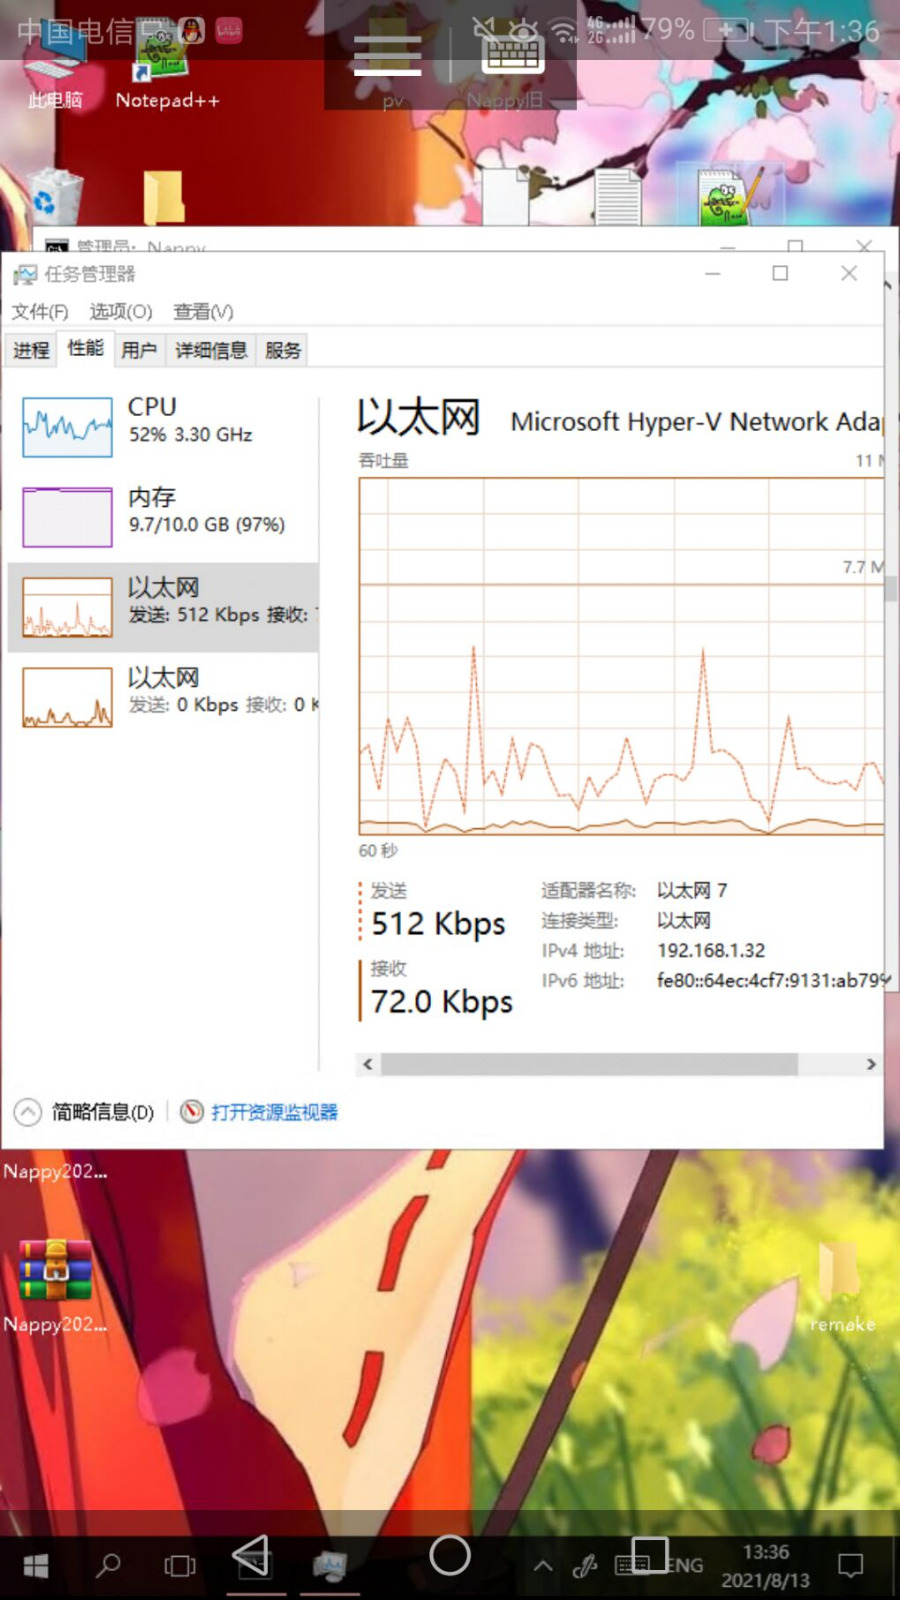 中国电信
4G
2G
79%
下午1:36
此电脑
Notepad++
pv
Nappy旧
管理员: Nappy
任务管理器
文件(F) 选项(O) 查看(V)
进程 性能 用户 详细信息 服务
CPU
52% 3.30 GHz
内存
9.7/10.0 GB (97%)
以太网
发送: 512 Kbps 接收:
以太网
发送: 0 Kbps 接收: 0 K
以太网 Microsoft Hyper-V Network Ada
吞吐量 11 M
7.7 M
60 秒
发送
512 Kbps
接收
72.0 Kbps
适配器名称: 以太网 7
连接类型: 以太网
IPv4 地址: 192.168.1.32
IPv6 地址: fe80::64ec:4cf7:9131:ab79
简略信息(D) 打开资源监视器
Nappy202...
Nappy202...
remake
ENG
13:36
2021/8/13